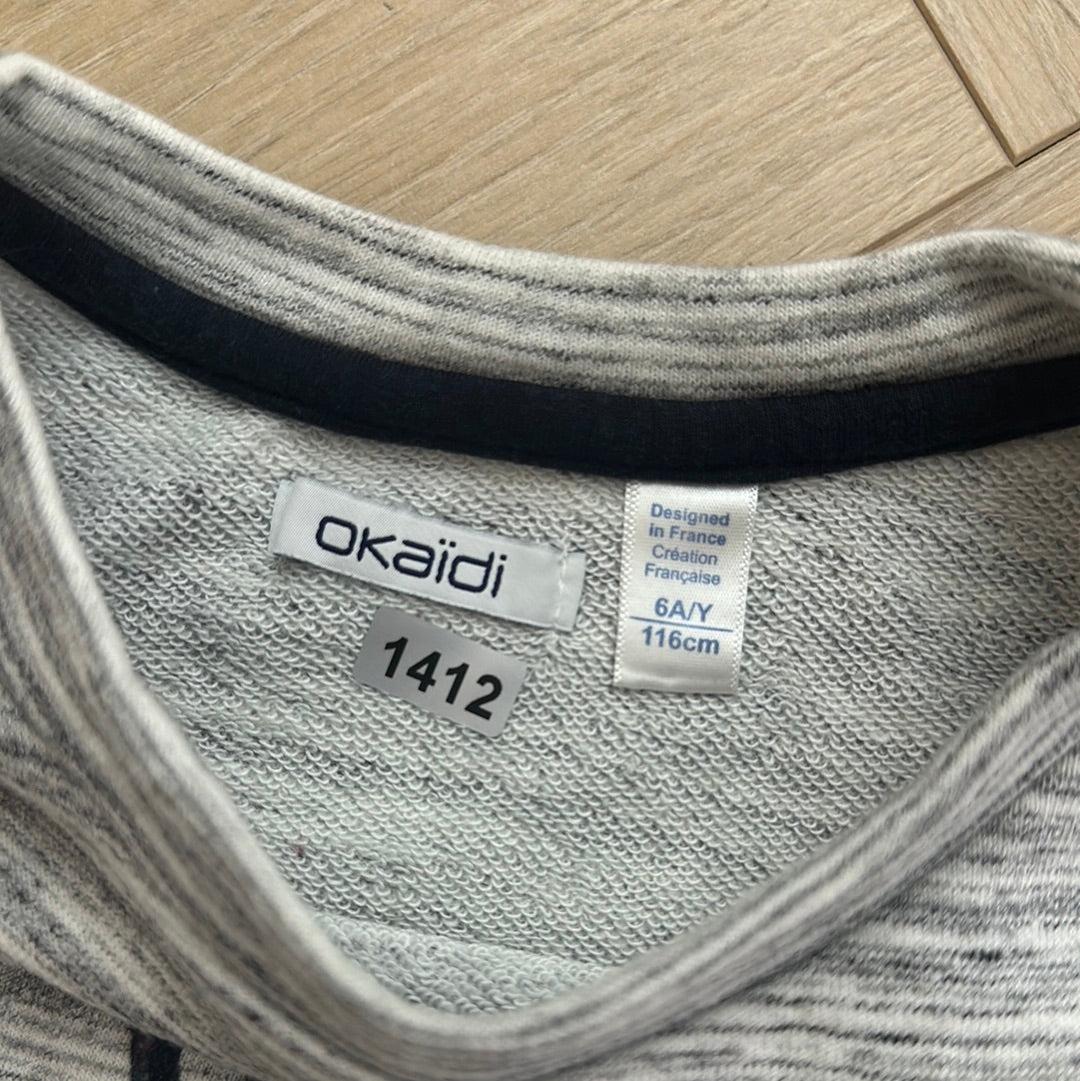 OKaïdi
1412
Designed
in France
Création
Française
6A/Y
116cm